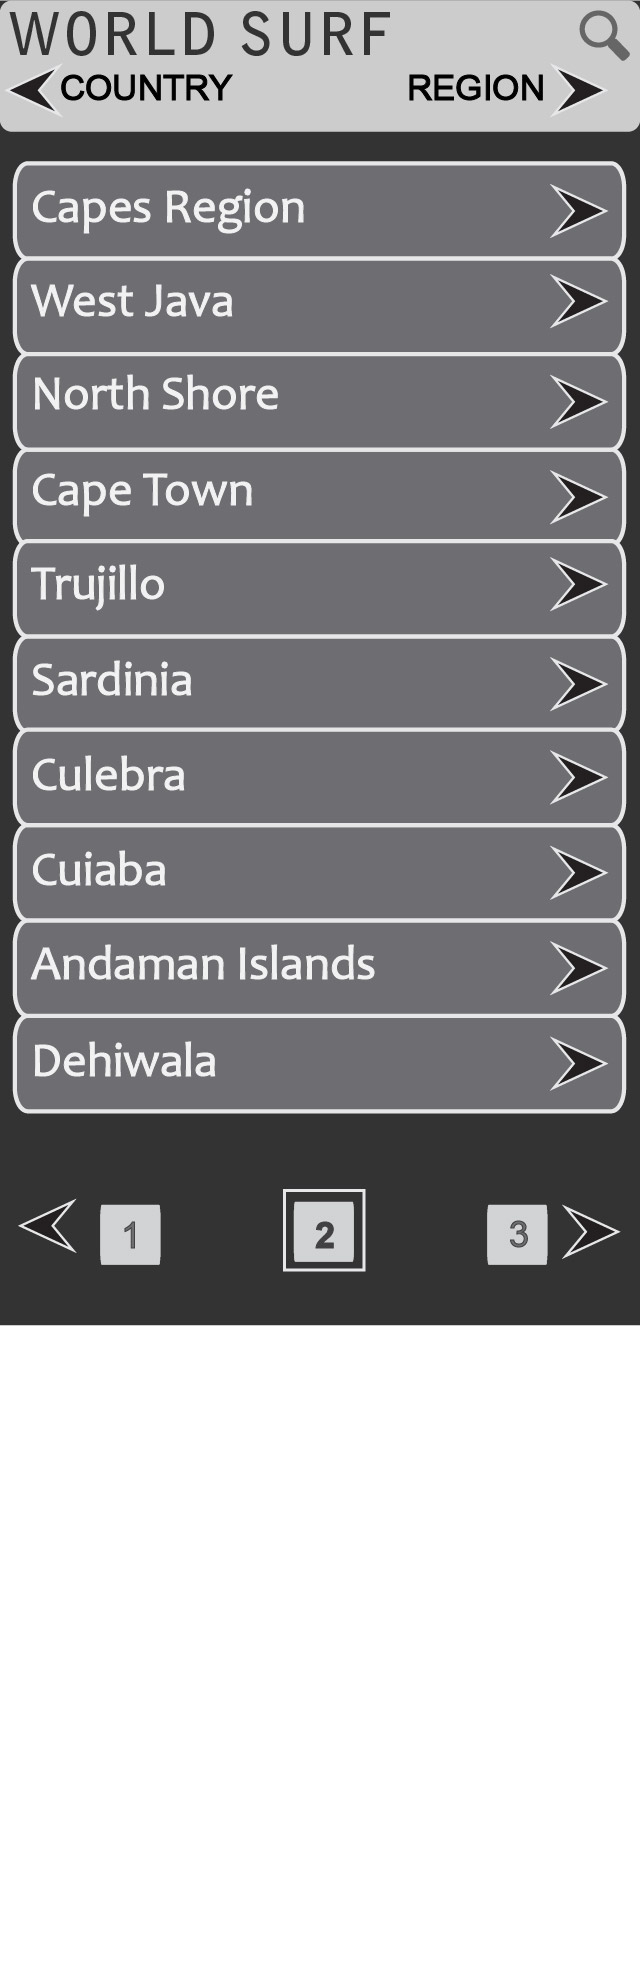 WORLD SURF
COUNTRY REGION
Capes Region
West Java
North Shore
Cape Town
Trujillo
Sardinia
Culebra
Cuiaba
Andaman Islands
Dehiwala
1 2 3